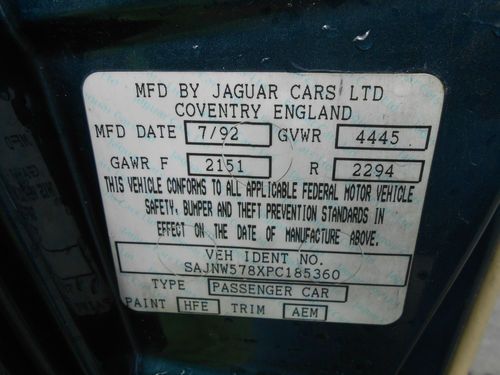 MFD BY JAGUAR CARS LTD
COVENTRY ENGLAND
MFD DATE 7/92 GVWR 4445
GAWR F 2151 R 2294
THIS VEHICLE CONFORMS TO ALL APPLICABLE FEDERAL MOTOR VEHICLE
SAFETY, BUMPER AND THEFT PREVENTION STANDARDS IN
EFFECT ON THE DATE OF MANUFACTURE ABOVE.
VEH IDENT NO.
SAJNW578XPC185360
TYPE PASSENGER CAR
PAINT HFE TRIM AEM